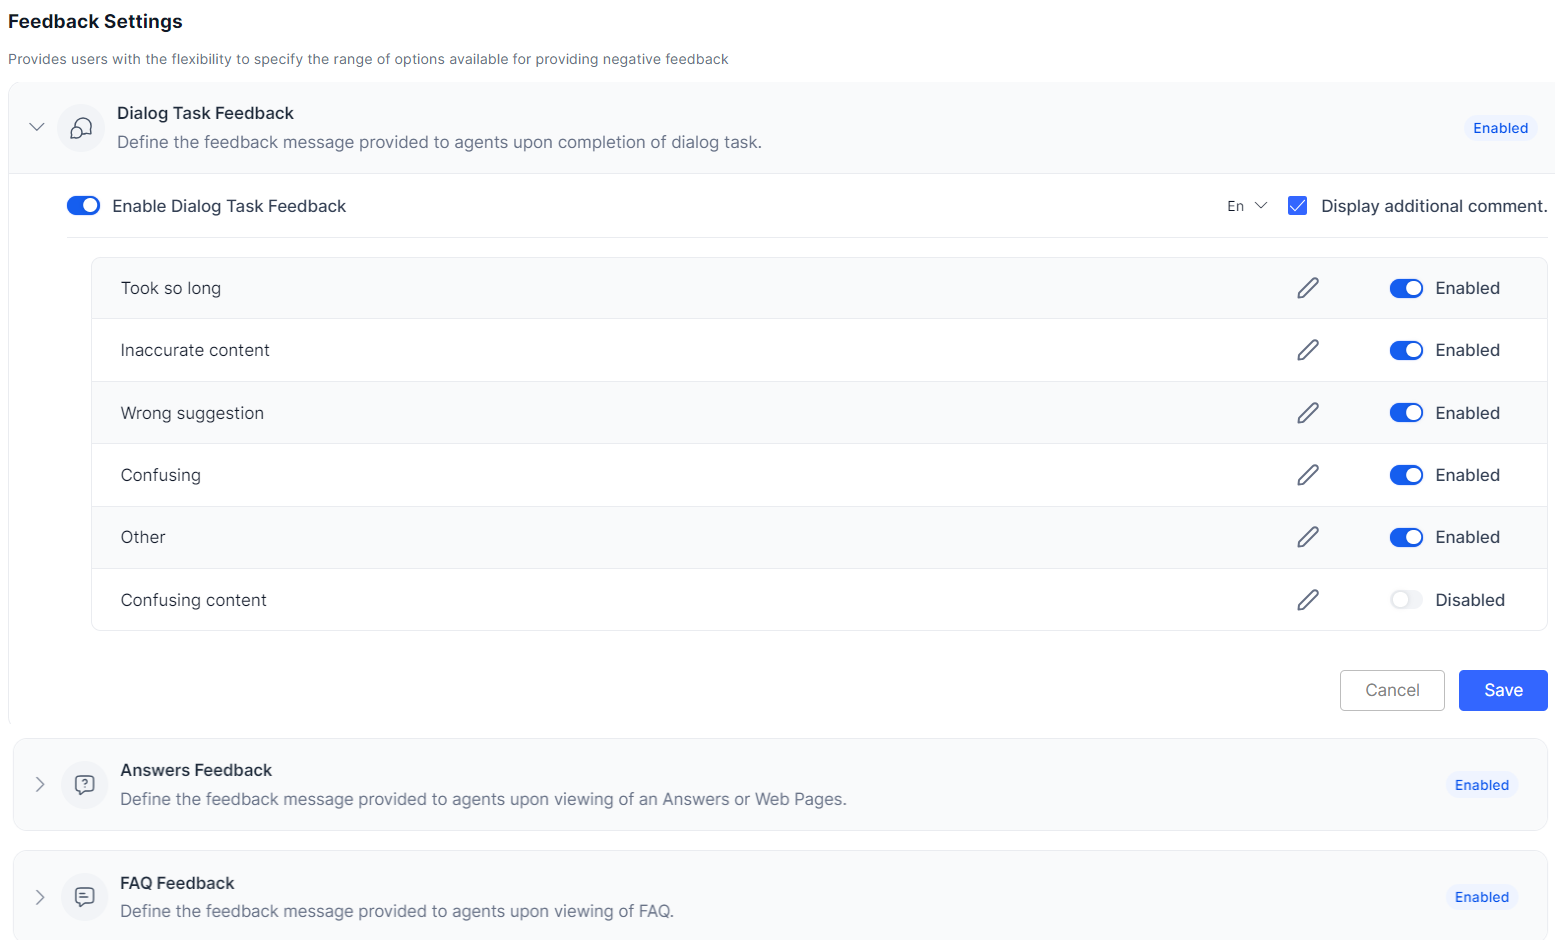 Feedback Settings
Provides users with the flexibility to specify the range of options available for providing negative feedback
Dialog Task Feedback
Define the feedback message provided to agents upon completion of dialog task.
Enabled
Enable Dialog Task Feedback
En
Display additional comment.
Took so long
Enabled
Inaccurate content
Enabled
Wrong suggestion
Enabled
Confusing
Enabled
Other
Enabled
Confusing content
Disabled
Cancel
Save
Answers Feedback
Define the feedback message provided to agents upon viewing of an Answers or Web Pages.
Enabled
FAQ Feedback
Define the feedback message provided to agents upon viewing of FAQ.
Enabled